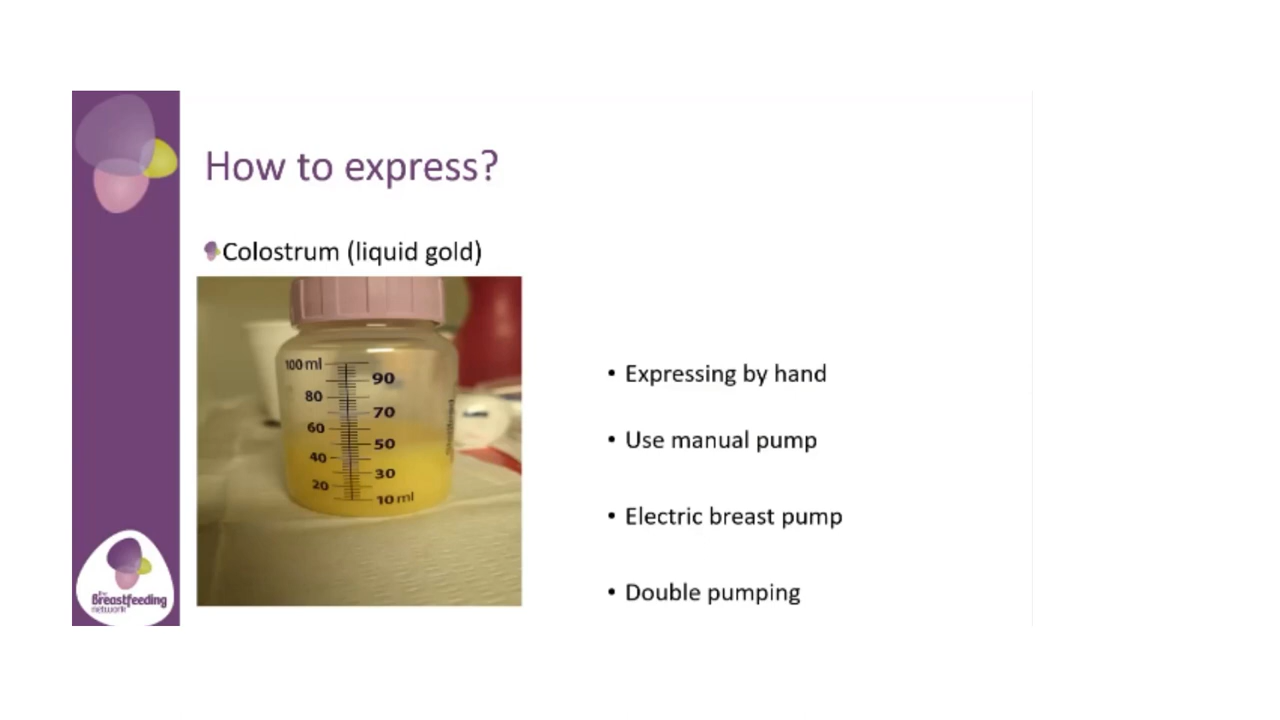 How to express?
Colostrum (liquid gold)
100 ml
90
80
70
60
50
40
30
20
10 ml
• Expressing by hand
• Use manual pump
• Electric breast pump
• Double pumping
the
Breastfeeding
network